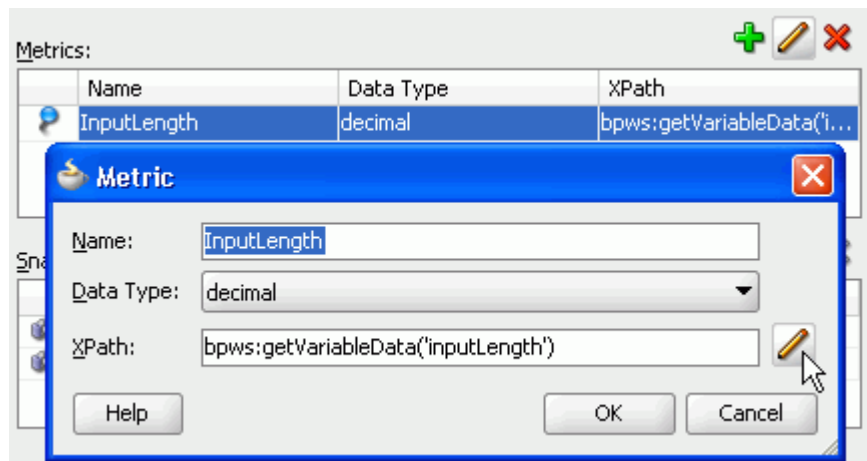 Metrics:
Name Data Type XPath
InputLength decimal bpws:getVariableData('i...
Metric
Name: InputLength
Sna
Data Type: decimal
XPath: bpws:getVariableData('inputLength')
Help OK Cancel